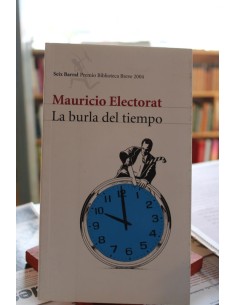 Seix Barral Premio Biblioteca Breve 2004
Mauricio Electorat
La burla del tiempo